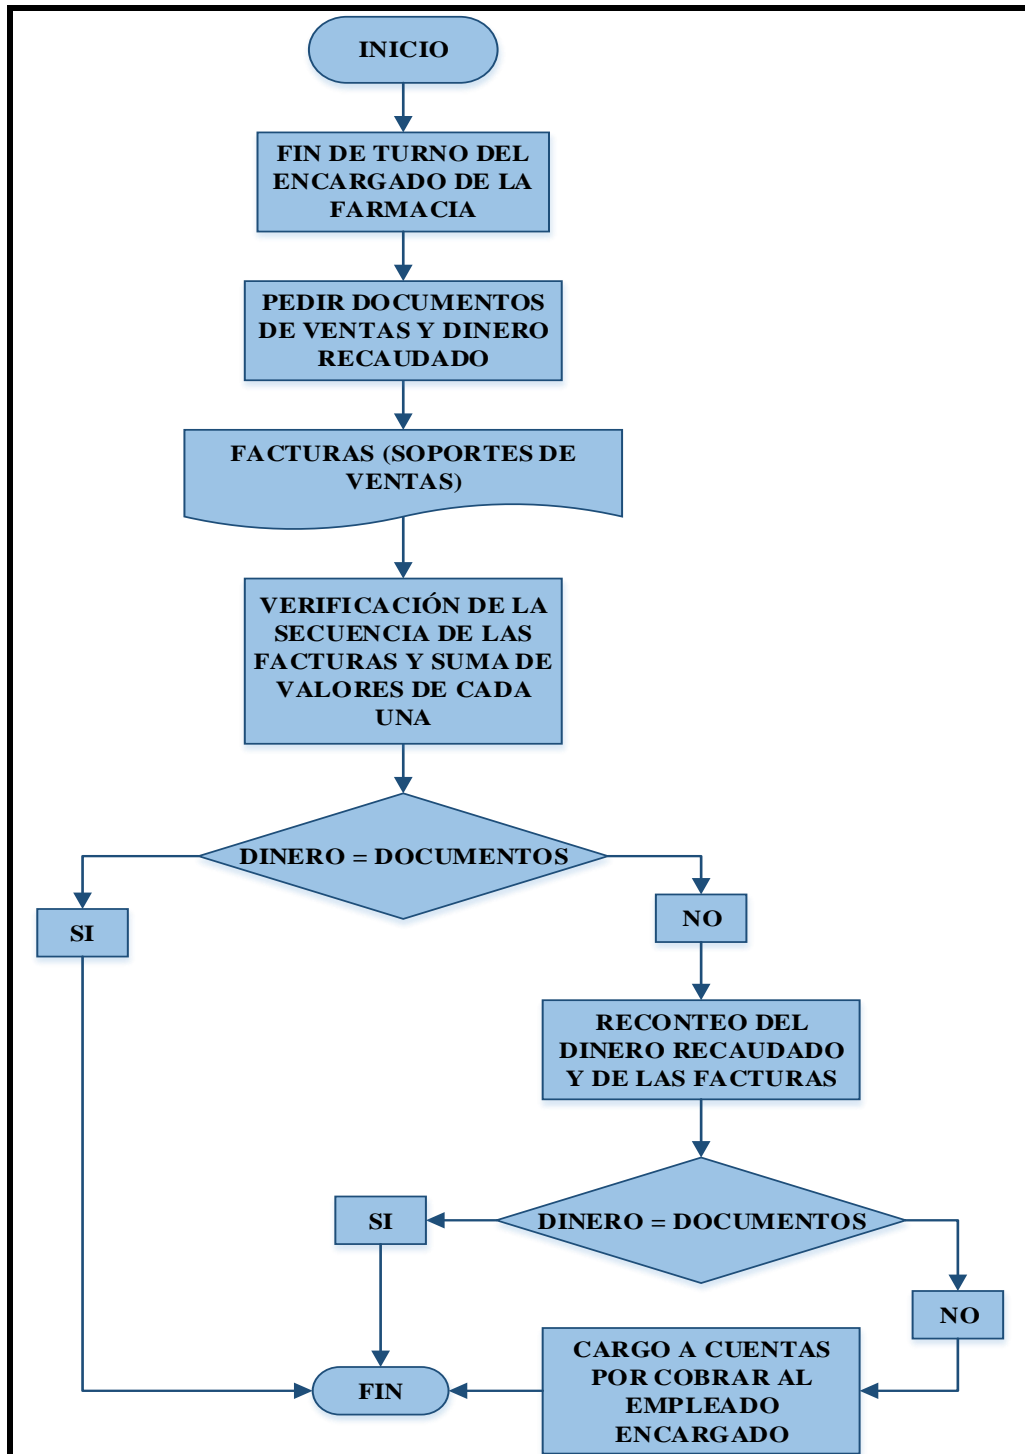 INICIO
FIN DE TURNO DEL
ENCARGADO DE LA
FARMACIA
PEDIR DOCUMENTOS
DE VENTAS Y DINERO
RECAUDADO
FACTURAS (SOPORTES DE
VENTAS)
VERIFICACIÓN DE LA
SECUENCIA DE LAS
FACTURAS Y SUMA DE
VALORES DE CADA
UNA
DINERO = DOCUMENTOS
SI
NO
RECONTEO DEL
DINERO RECAUDADO
Y DE LAS FACTURAS
SI
DINERO = DOCUMENTOS
NO
CARGO A CUENTAS
POR COBRAR AL
EMPLEADO
ENCARGADO
FIN